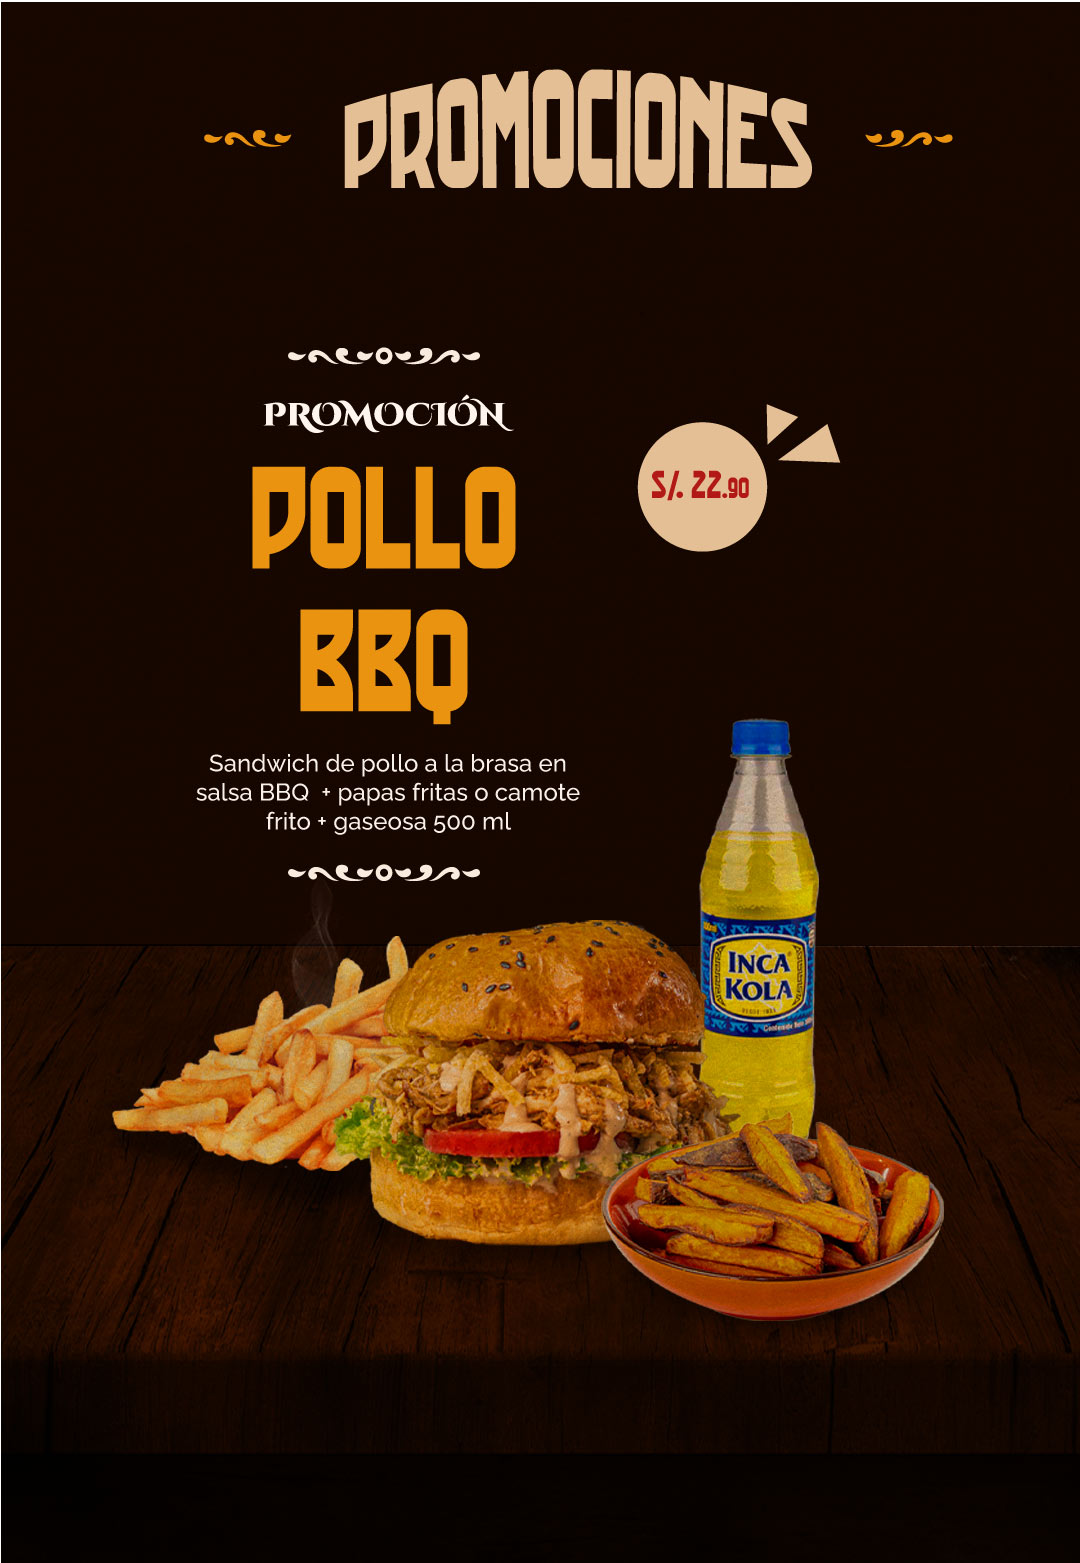 PROMOCIONES
PROMOCIÓN
POLLO
BBQ
S/. 22.90
Sandwich de pollo a la brasa en
salsa BBQ + papas fritas o camote
frito + gaseosa 500 ml
INCA
KOLA